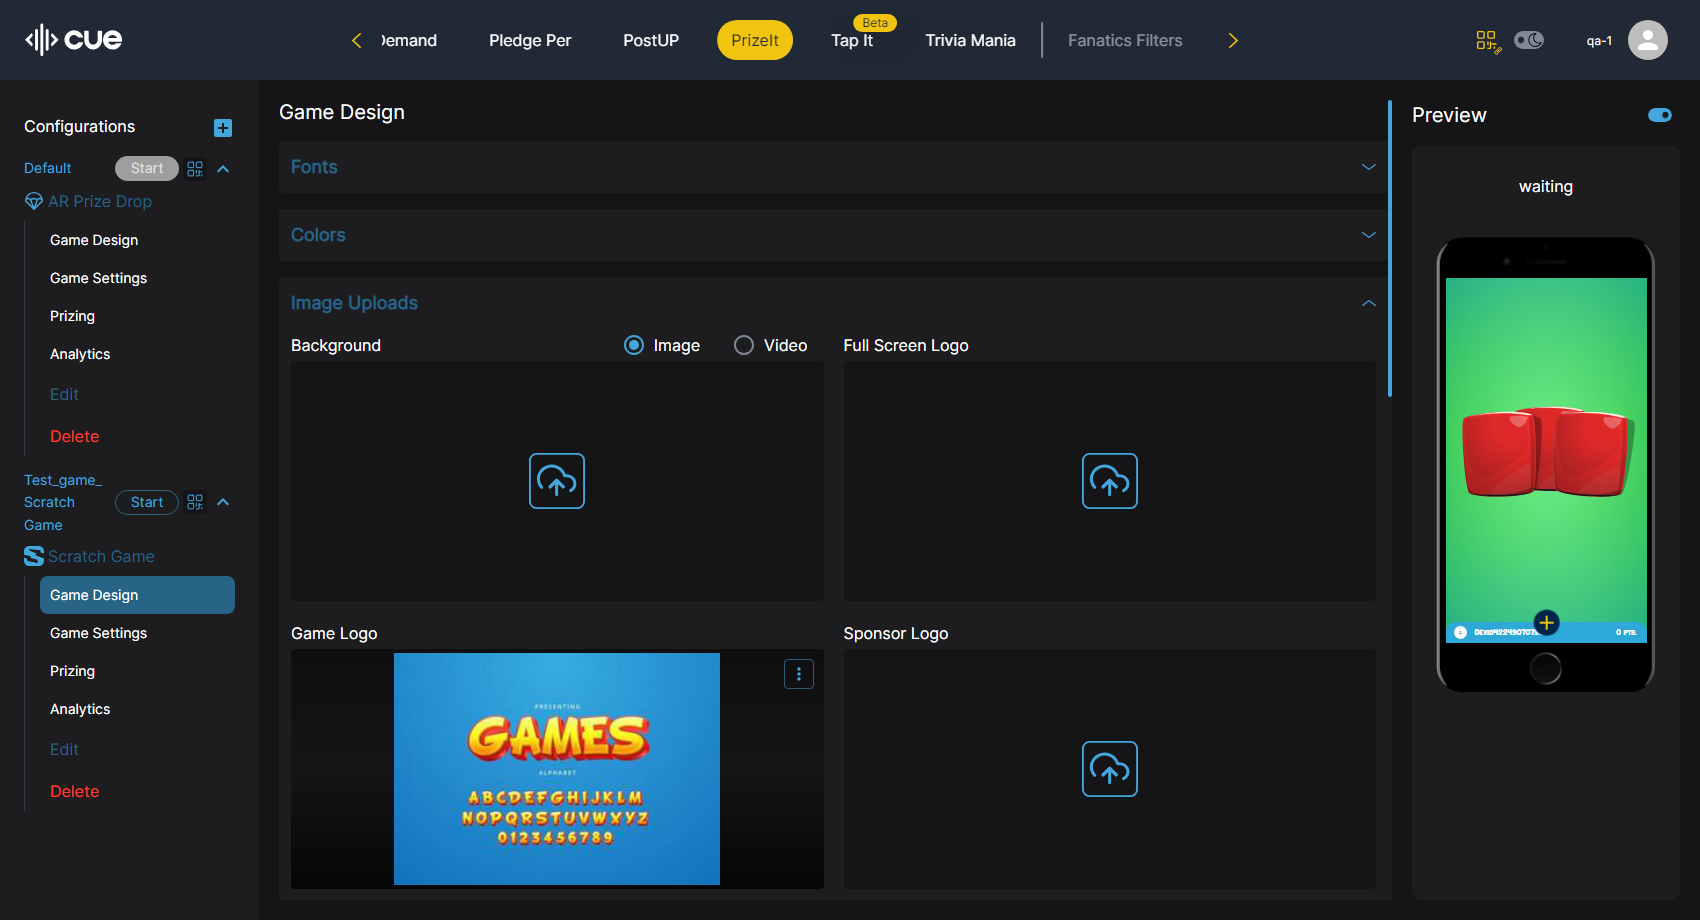 cue
Demand
Pledge Per
PostUP
PrizeIt
Beta
Tap It
Trivia Mania
Fanatics Filters
qa-1
Configurations
Default
Start
AR Prize Drop
Game Design
Game Settings
Prizing
Analytics
Edit
Delete
Test_game_
Scratch
Game
Start
Scratch Game
Game Design
Game Settings
Prizing
Analytics
Edit
Delete
Game Design
Fonts
Colors
Image Uploads
Background
Image
Video
Full Screen Logo
Game Logo
PRESENTING
GAMES
ALPHABET
ABCDEFGHIJKLM
NOPQRSTUVWXYZ
0123456789
Sponsor Logo
Preview
waiting
0 PTS.